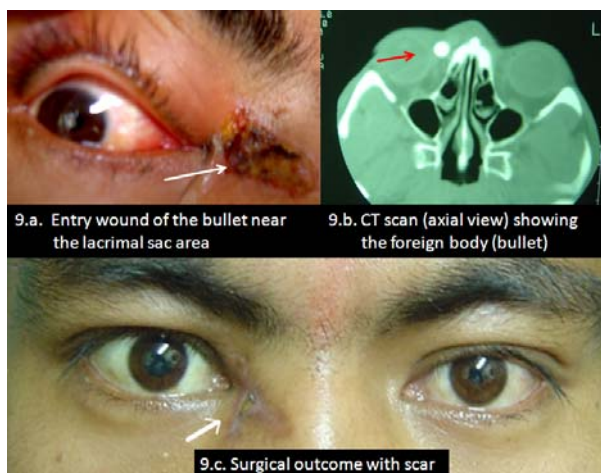 L
9.a. Entry wound of the bullet near
the lacrimal sac area
9.b. CT scan (axial view) showing
the foreign body (bullet)
9.c. Surgical outcome with scar